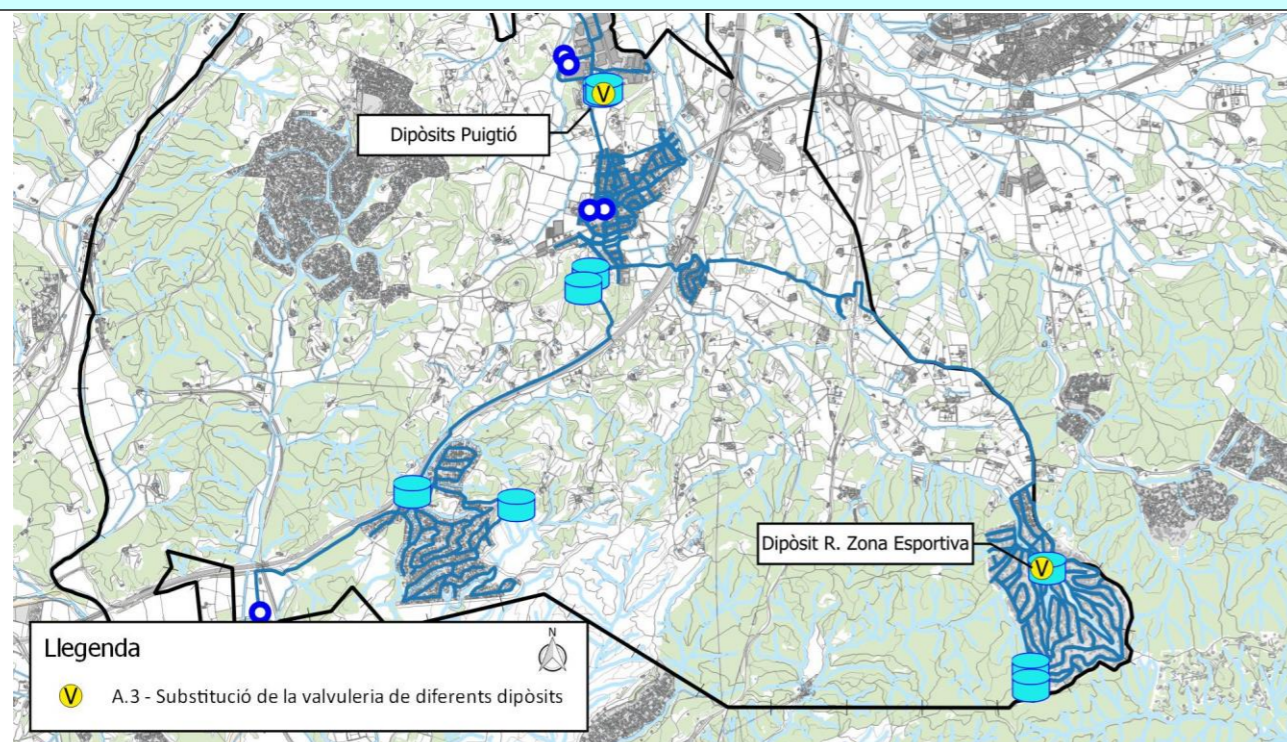 V
Dipòsits Puigtió
Dipòsit R. Zona Esportiva
V
Llegenda
N
V A.3 - Substitució de la valvuleria de diferents dipòsits